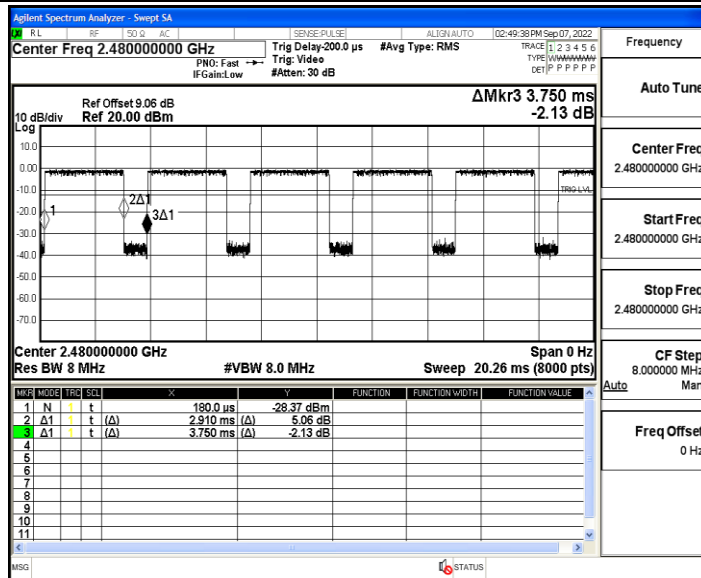 Agilent Spectrum Analyzer - Swept SA
RL RF 50 Ω AC SENSE:PULSE ALIGN AUTO 02:49:38 PM Sep 07, 2022
Center Freq 2.480000000 GHz
PNO: Fast
IFGain:Low
Trig Delay-200.0 µs
Trig: Video
#Atten: 30 dB
#Avg Type: RMS
TRACE 1 2 3 4 5 6
TYPE
DET P P P P P P
Ref Offset 9.06 dB
10 dB/div Ref 20.00 dBm
ΔMkr3 3.750 ms
-2.13 dB
Log
10.0
0.00
-10.0
-20.0
-30.0
-40.0
-50.0
-60.0
-70.0
1
2Δ1
3Δ1
TRIG LVL
Center 2.480000000 GHz Span 0 Hz
Res BW 8 MHz #VBW 8.0 MHz Sweep 20.26 ms (8000 pts)
MKR MODE TRC SCL X Y FUNCTION FUNCTION WIDTH FUNCTION VALUE
1 N 1 t 180.0 µs -28.37 dBm
2 Δ1 1 t (Δ) 2.910 ms (Δ) 5.06 dB
3 Δ1 1 t (Δ) 3.750 ms (Δ) -2.13 dB
4
5
6
7
8
9
10
11
MSG STATUS
Frequency
Auto Tune
Center Freq
2.480000000 GHz
Start Freq
2.480000000 GHz
Stop Freq
2.480000000 GHz
CF Step
8.000000 MHz
Auto Man
Freq Offset
0 Hz